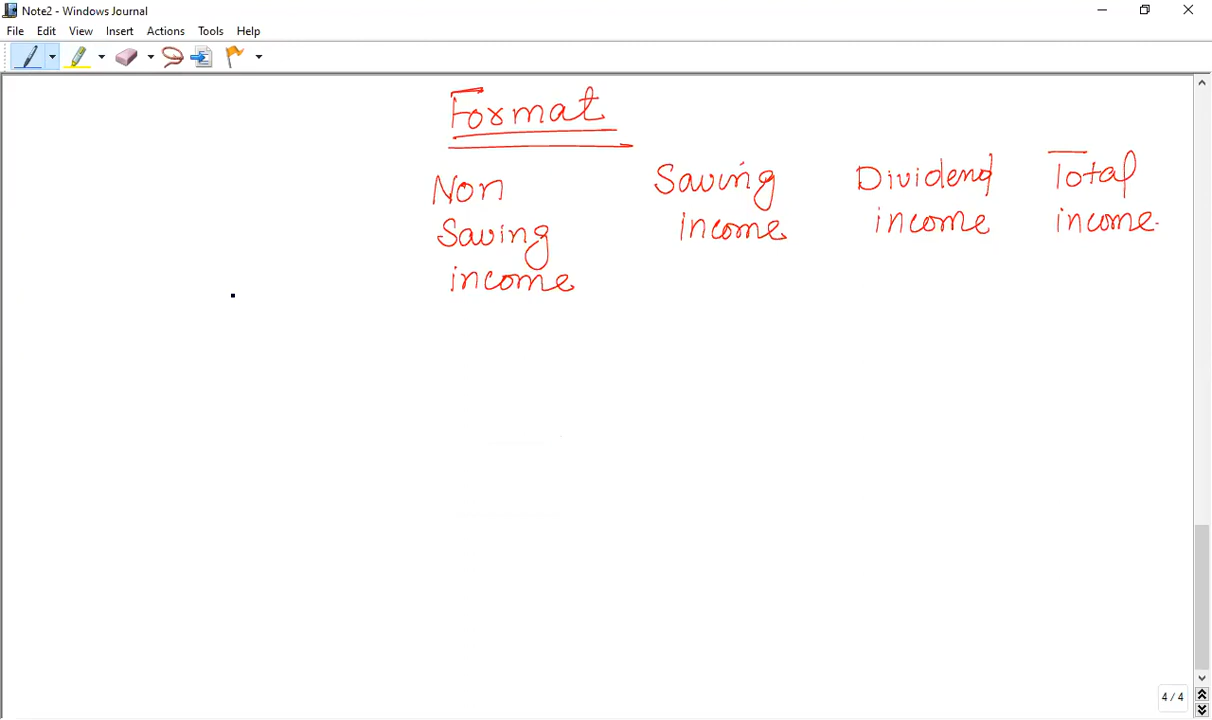 Note2 - Windows Journal
File Edit View Insert Actions Tools Help
Format
Non Saving Dividend Total
Saving income income income.
income
4 / 4